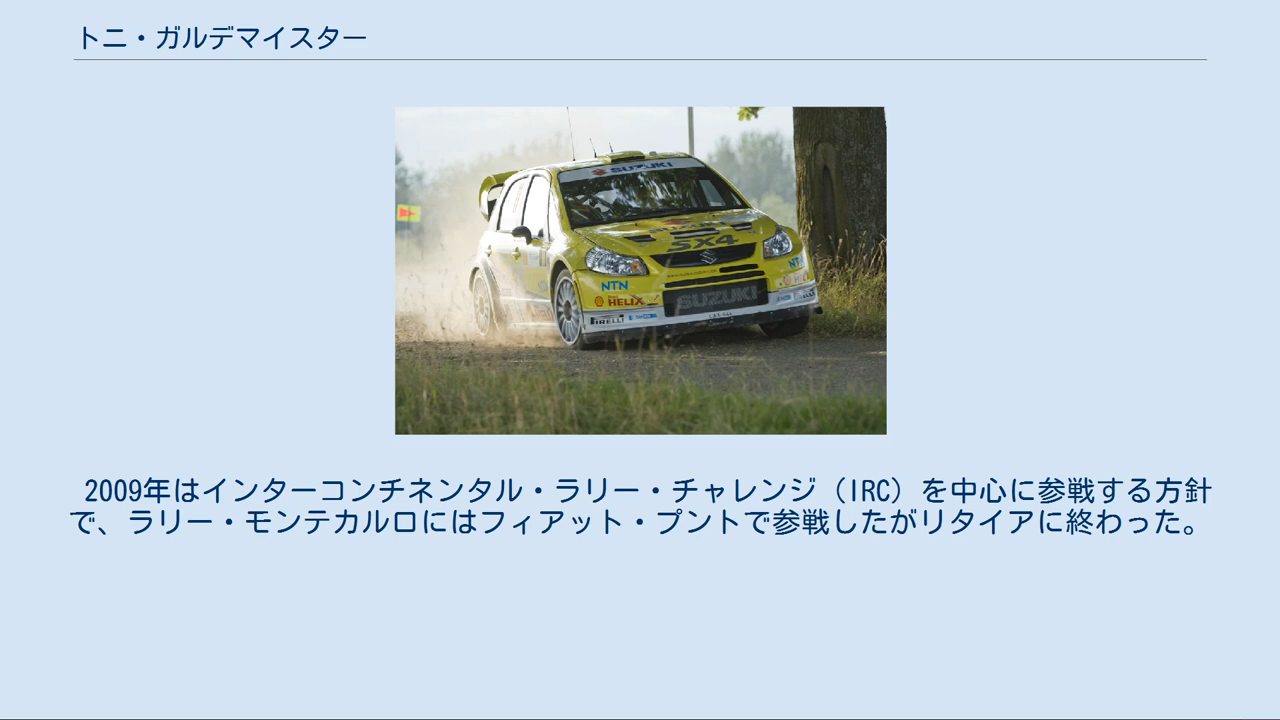 トニ・ガルデマイスター
SUZUKI
SUZUKI
SX4
NTN
NTN
HELIX
SUZUKI
PIRELLI
2009年はインターコンチネンタル・ラリー・チャレンジ（IRC）を中心に参戦する方針
で、ラリー・モンテカルロにはフィアット・プントで参戦したがリタイアに終わった。